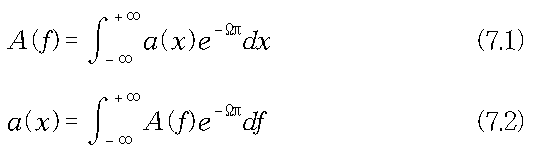 A(f) = ∫_{-∞}^{+∞} a(x)e^{-Ωπ}dx (7.1)
a(x) = ∫_{-∞}^{+∞} A(f)e^{-Ωπ}df (7.2)